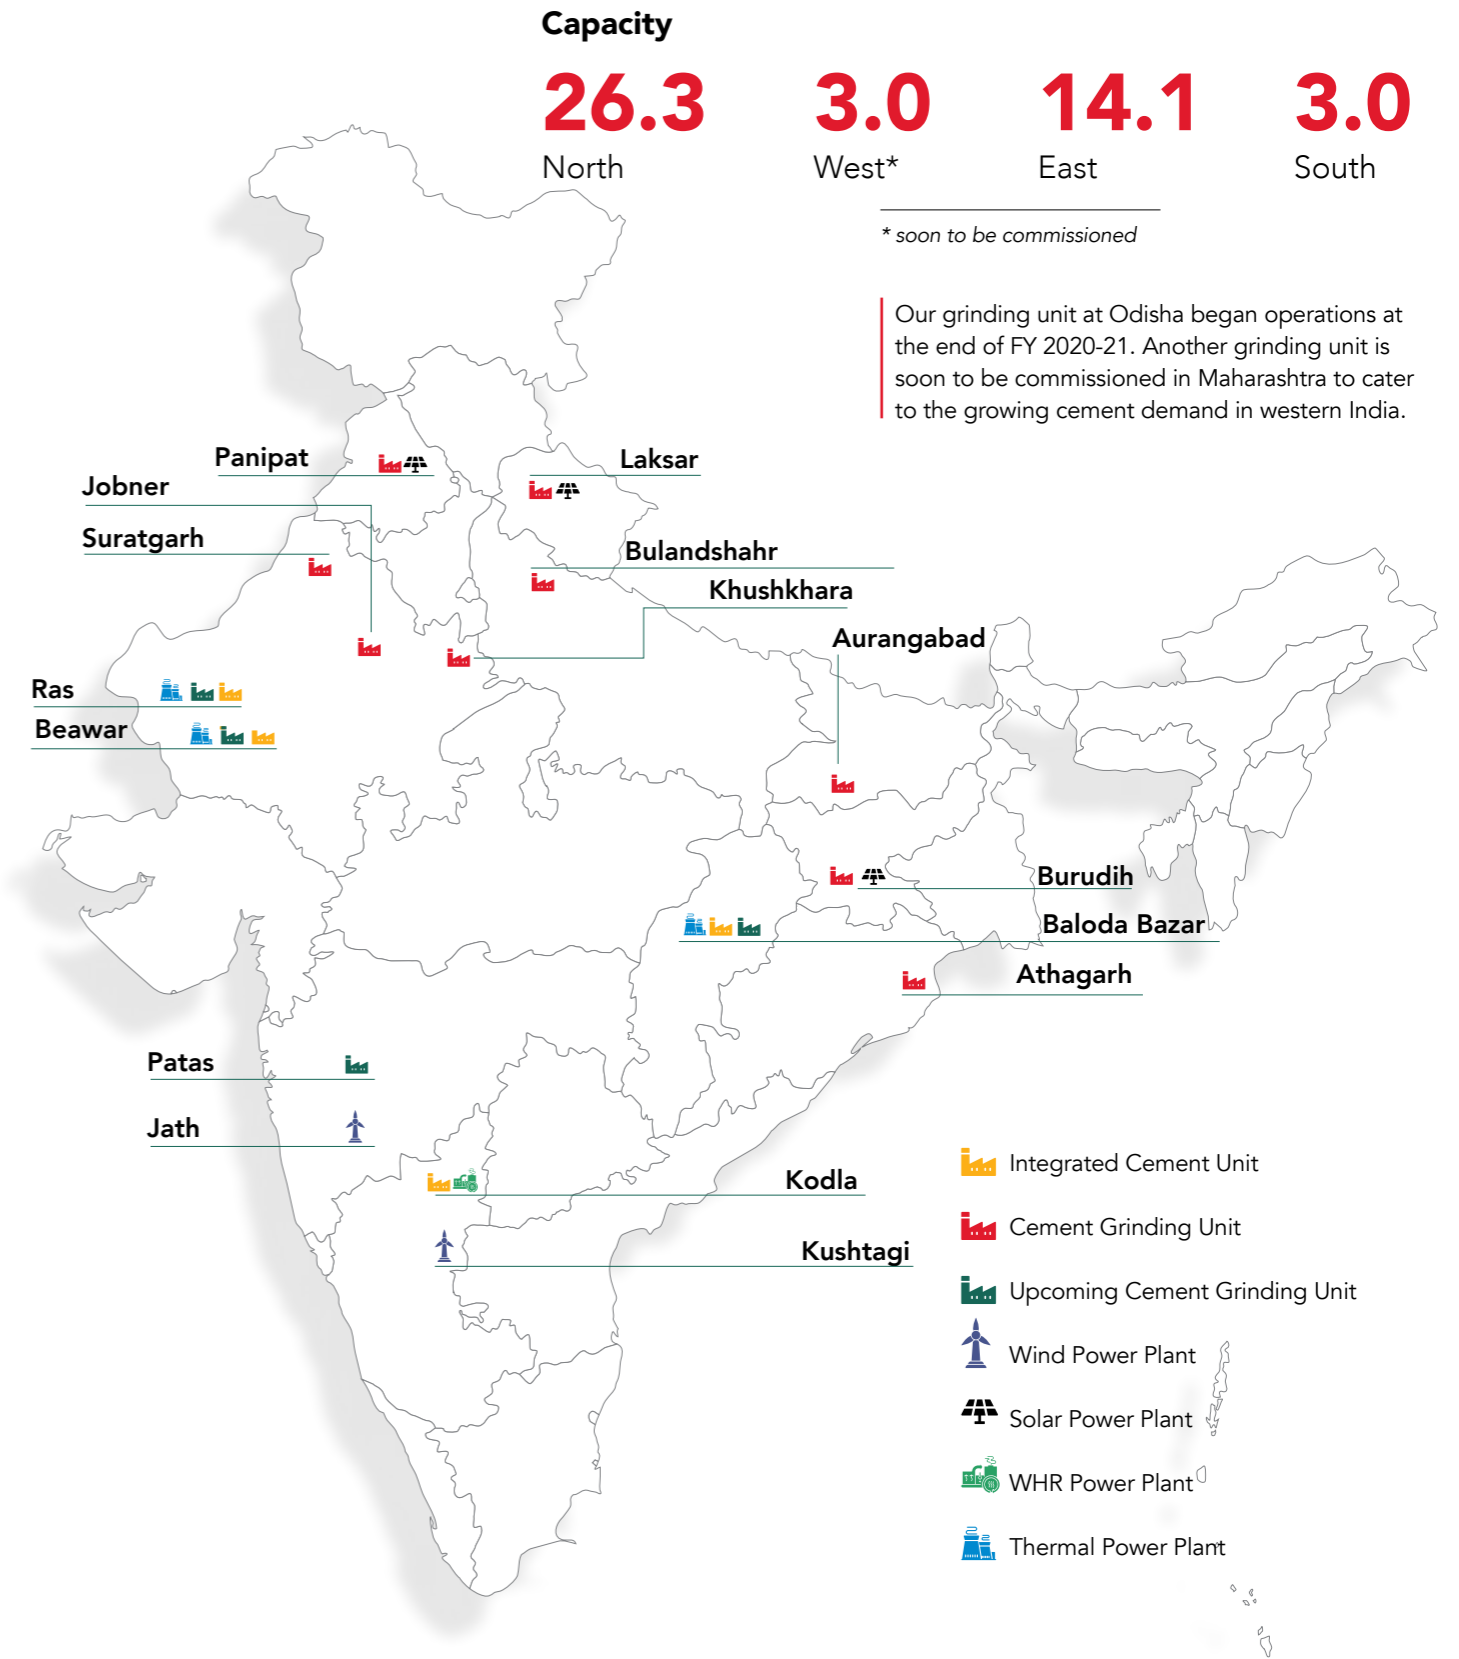 Capacity
26.3
North
3.0
West*
14.1
East
3.0
South
* soon to be commissioned
Our grinding unit at Odisha began operations at
the end of FY 2020-21. Another grinding unit is
soon to be commissioned in Maharashtra to cater
to the growing cement demand in western India.
Panipat
Laksar
Jobner
Suratgarh
Bulandshahr
Khushkhara
Aurangabad
Ras
Beawar
Burudih
Baloda Bazar
Athagarh
Patas
Jath
Kodla
Kushtagi
Integrated Cement Unit
Cement Grinding Unit
Upcoming Cement Grinding Unit
Wind Power Plant
Solar Power Plant
WHR Power Plant
Thermal Power Plant